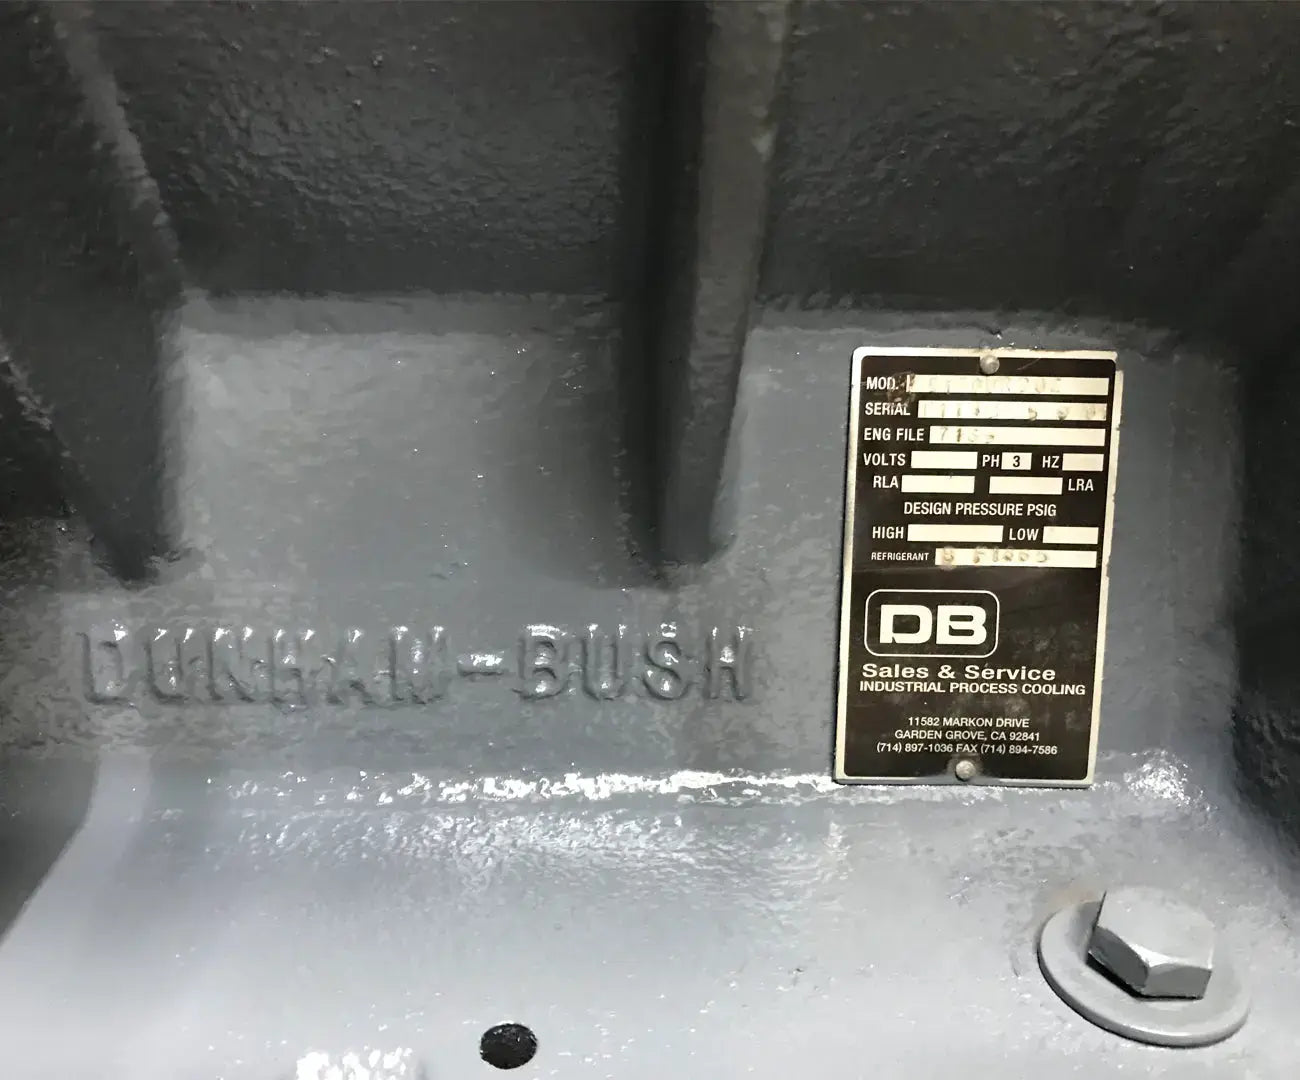 DUNHAM-BUSH
MOD.
SERIAL
ENG FILE
VOLTS PH 3 HZ
RLA LRA
DESIGN PRESSURE PSIG
HIGH LOW
REFRIGERANT
DB
Sales & Service
INDUSTRIAL PROCESS COOLING
11582 MARKON DRIVE
GARDEN GROVE, CA 92841
(714) 897-1036 FAX (714) 894-7586